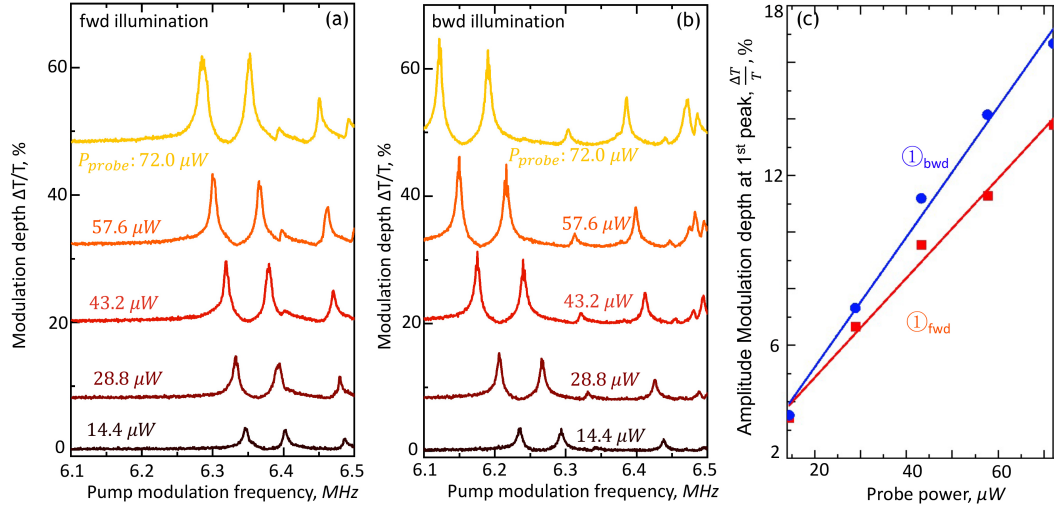 fwd illumination
(a)
60
40
20
0
Modulation depth ΔT/T, %
P_probe: 72.0 μW
57.6 μW
43.2 μW
28.8 μW
14.4 μW
6.1 6.2 6.3 6.4 6.5
Pump modulation frequency, MHz
bwd illumination
(b)
60
40
20
0
Modulation depth ΔT/T, %
P_probe: 72.0 μW
57.6 μW
43.2 μW
28.8 μW
14.4 μW
6.1 6.2 6.3 6.4 6.5
Pump modulation frequency, MHz
(c)
18
12
6
2
Amplitude Modulation depth at 1st peak, ΔT/T, %
①bwd
①fwd
20 40 60
Probe power, μW